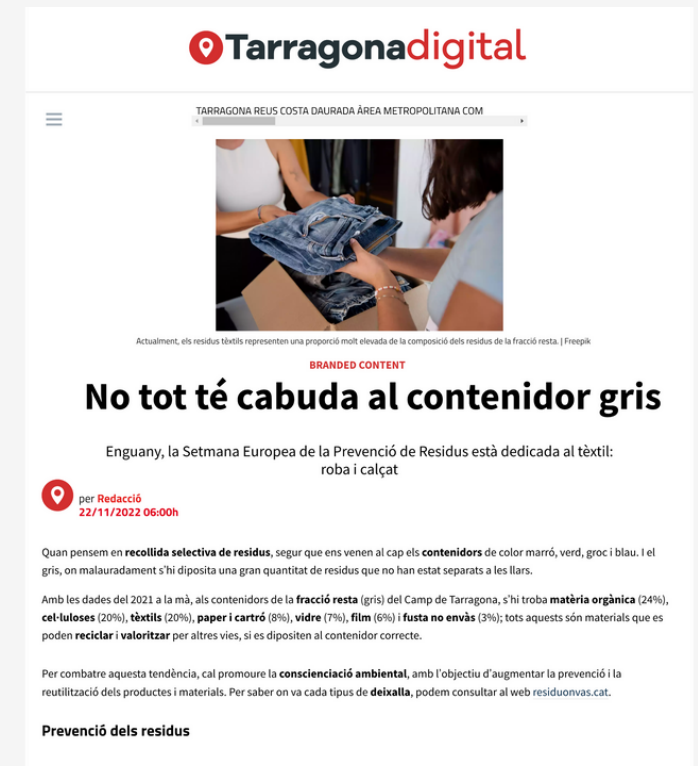 Tarragonadigital
TARRAGONA REUS COSTA DAURADA ÀREA METROPOLITANA COM
Actualment, els residus tèxtils representen una proporció molt elevada de la composició dels residus de la fracció resta. | Freepik
BRANDED CONTENT
No tot té cabuda al contenidor gris
Enguany, la Setmana Europea de la Prevenció de Residus està dedicada al tèxtil:
roba i calçat
per Redacció
22/11/2022 06:00h
Quan pensem en recollida selectiva de residus, segur que ens venen al cap els contenidors de color marró, verd, groc i blau. I el
gris, on malauradament s'hi diposita una gran quantitat de residus que no han estat separats a les llars.
Amb les dades del 2021 a la mà, als contenidors de la fracció resta (gris) del Camp de Tarragona, s'hi troba matèria orgànica (24%),
cel·luloses (20%), tèxtils (20%), paper i cartró (8%), vidre (7%), film (6%) i fusta no envàs (3%); tots aquests són materials que es
poden reciclar i valoritzar per altres vies, si es dipositen al contenidor correcte.
Per combatre aquesta tendència, cal promoure la conscienciació ambiental, amb l'objectiu d'augmentar la prevenció i la
reutilització dels productes i materials. Per saber on va cada tipus de deixalla, podem consultar al web residuonvas.cat.
Prevenció dels residus